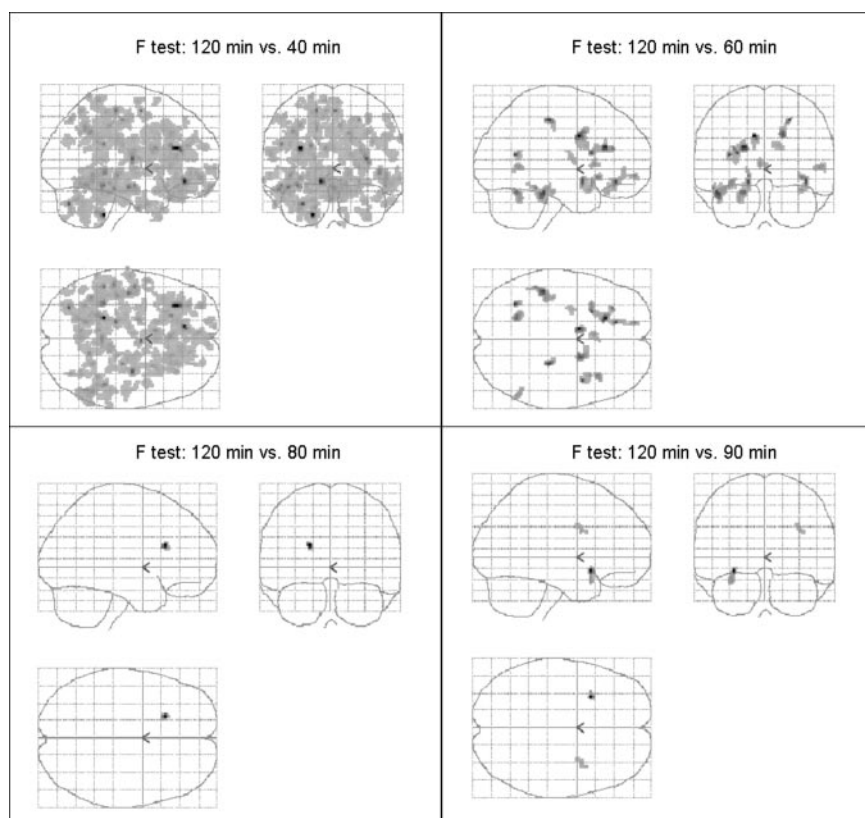 F test: 120 min vs. 40 min
F test: 120 min vs. 60 min
F test: 120 min vs. 80 min
F test: 120 min vs. 90 min